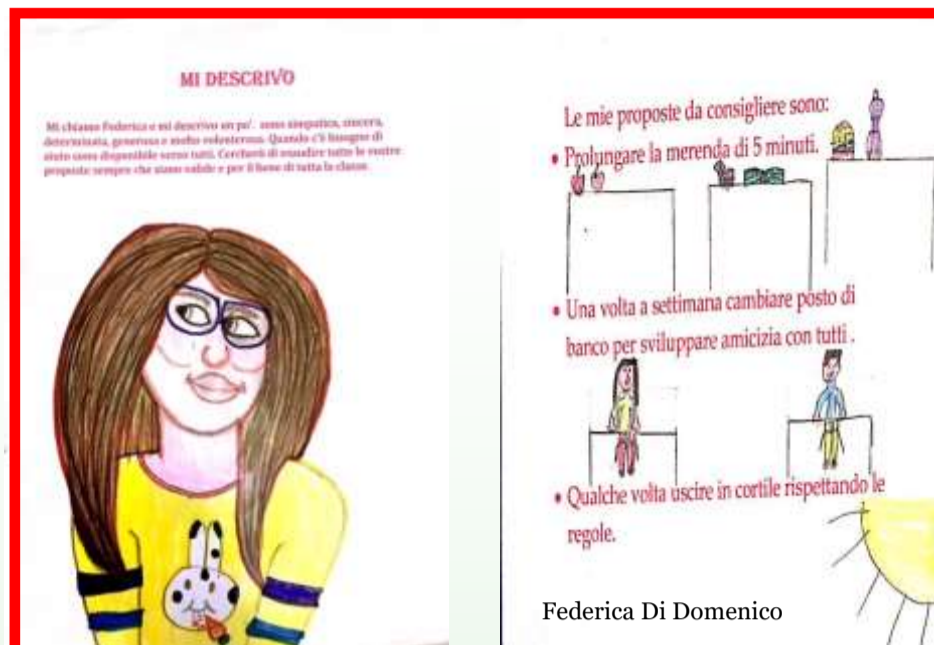 MI DESCRIVO
Mi chiamo Federica e mi descrivo un po'. sono simpatica, sincera,
determinata, generosa e molto volenterosa. Quando c'è bisogno di
aiuto sono disponibile verso tutti. Cercherò di esaudire tutte le vostre
proposte sempre che siano valide e per il bene di tutta la classe.
Le mie proposte da consigliere sono:
• Prolungare la merenda di 5 minuti.
• Una volta a settimana cambiare posto di
banco per sviluppare amicizia con tutti .
• Qualche volta uscire in cortile rispettando le
regole.
Federica Di Domenico